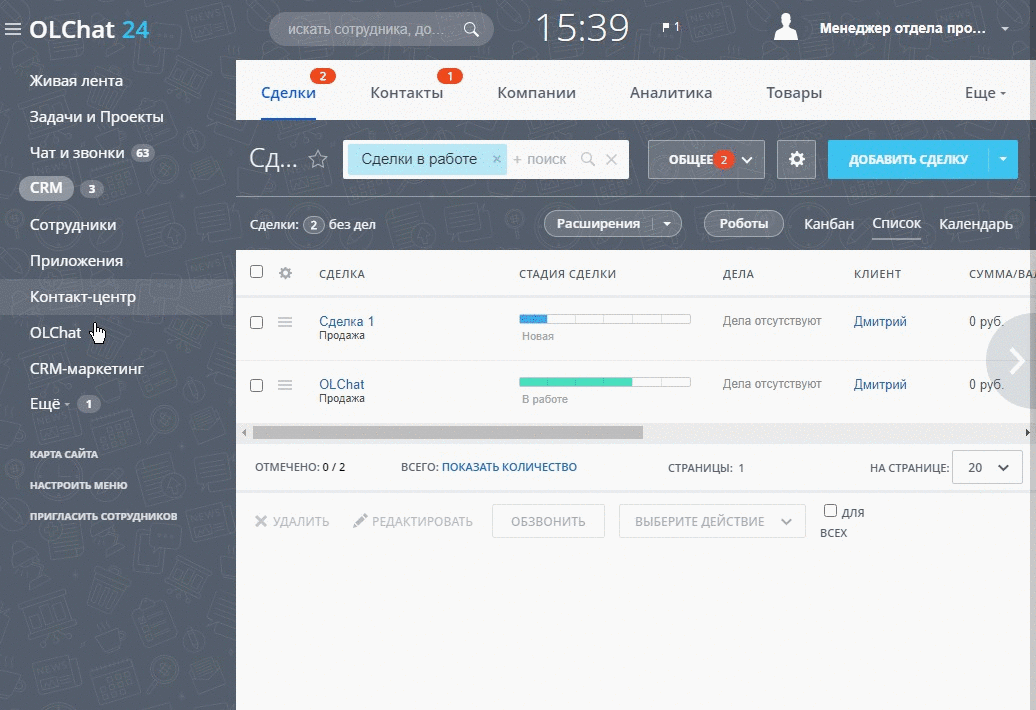 OLChat 24
искать сотрудника, до...
15:39
1
Менеджер отдела про...
Живая лента
Задачи и Проекты
Чат и звонки 63
CRM 3
Сотрудники
Приложения
Контакт-центр
OLChat
CRM-маркетинг
Ещё 1
КАРТА САЙТА
НАСТРОИТЬ МЕНЮ
ПРИГЛАСИТЬ СОТРУДНИКОВ
Сделки 2 Контакты 1 Компании Аналитика Товары Еще
Сд... Сделки в работе × + поиск ОБЩЕЕ 2 ДОБАВИТЬ СДЕЛКУ
Сделки: 2 без дел Расширения Роботы Канбан Список Календарь
СДЕЛКА СТАДИЯ СДЕЛКИ ДЕЛА КЛИЕНТ СУММА/ВА
Сделка 1 Дела отсутствуют Дмитрий 0 руб.
Продажа Новая
OLChat Дела отсутствуют Дмитрий 0 руб.
Продажа В работе
ОТМЕЧЕНО: 0 / 2 ВСЕГО: ПОКАЗАТЬ КОЛИЧЕСТВО СТРАНИЦЫ: 1 НА СТРАНИЦЕ: 20
УДАЛИТЬ РЕДАКТИРОВАТЬ ОБЗВОНИТЬ ВЫБЕРИТЕ ДЕЙСТВИЕ ДЛЯ
ВСЕХ